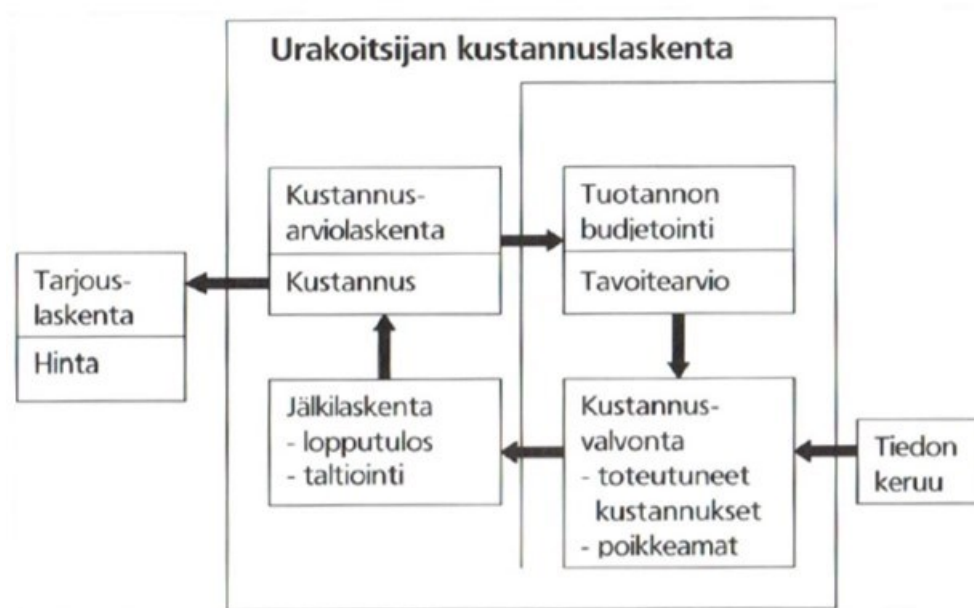 Urakoitsijan kustannuslaskenta
Kustannus-
arviolaskenta
Kustannus
Tuotannon
budjetointi
Tavoitearvio
Tarjous-
laskenta
Hinta
Jälkilaskenta
- lopputulos
- taltiointi
Kustannus-
valvonta
- toteutuneet
kustannukset
- poikkeamat
Tiedon
keruu